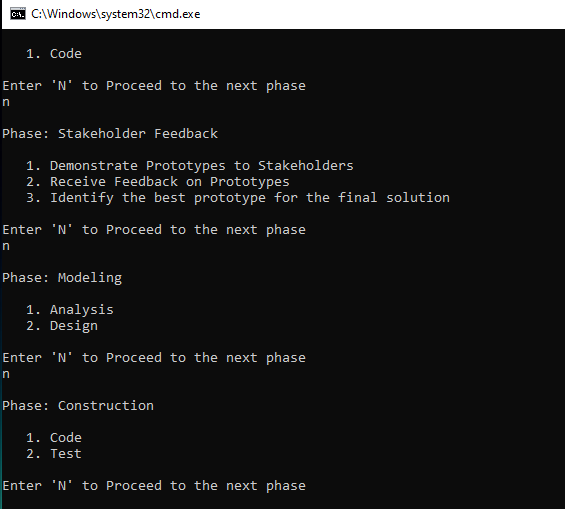 C:\Windows\system32\cmd.exe
1. Code
Enter 'N' to Proceed to the next phase
n
Phase: Stakeholder Feedback
1. Demonstrate Prototypes to Stakeholders
2. Receive Feedback on Prototypes
3. Identify the best prototype for the final solution
Enter 'N' to Proceed to the next phase
n
Phase: Modeling
1. Analysis
2. Design
Enter 'N' to Proceed to the next phase
n
Phase: Construction
1. Code
2. Test
Enter 'N' to Proceed to the next phase